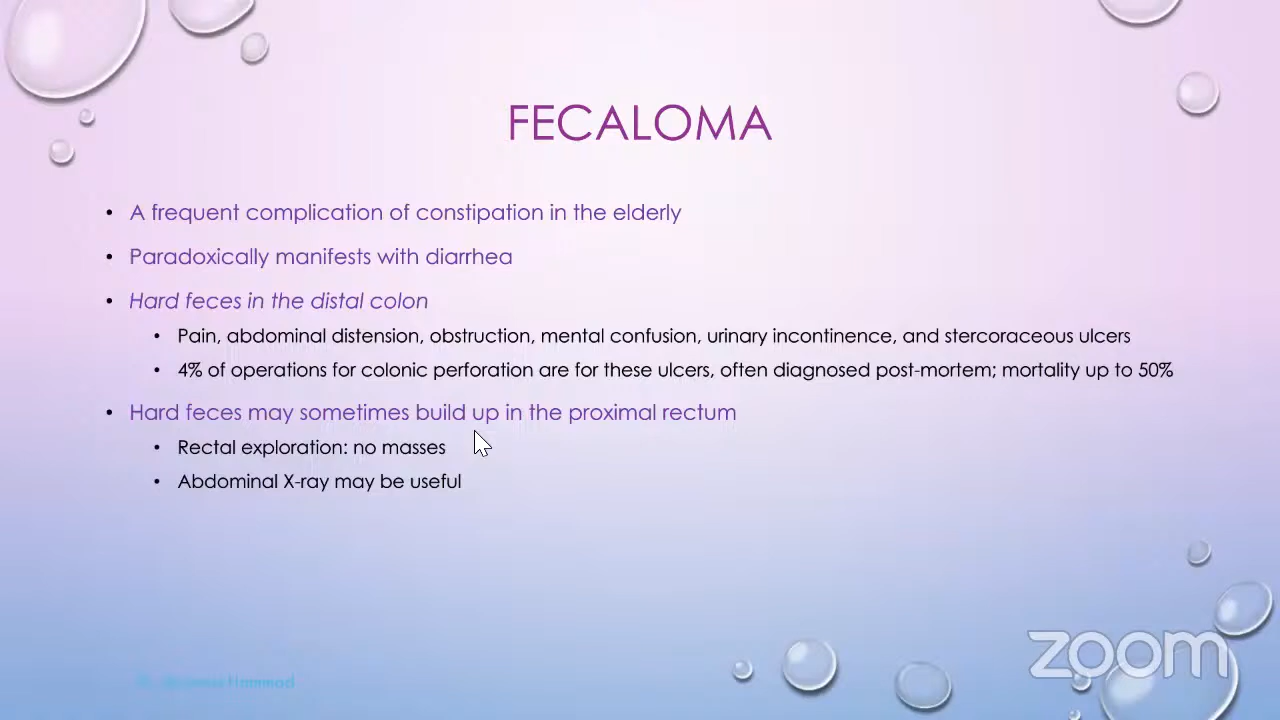 FECALOMA
• A frequent complication of constipation in the elderly
• Paradoxically manifests with diarrhea
• Hard feces in the distal colon
• Pain, abdominal distension, obstruction, mental confusion, urinary incontinence, and stercoraceous ulcers
• 4% of operations for colonic perforation are for these ulcers, often diagnosed post-mortem; mortality up to 50%
• Hard feces may sometimes build up in the proximal rectum
• Rectal exploration: no masses
• Abdominal X-ray may be useful
Hammad
zoom